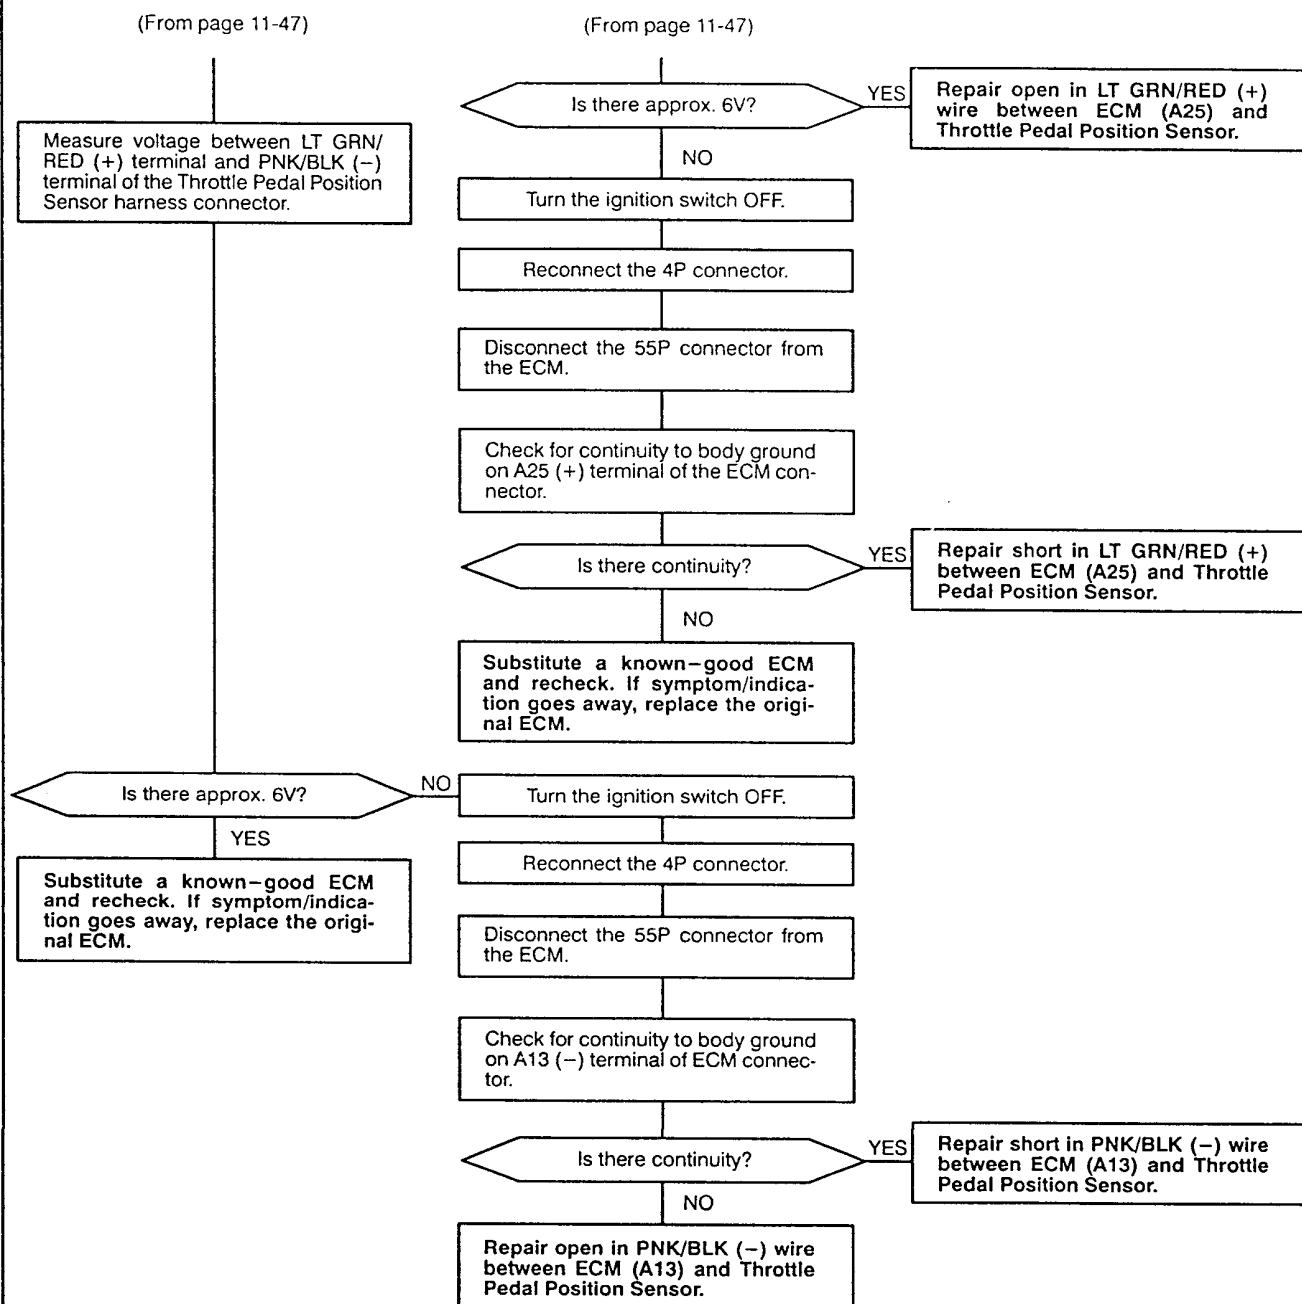 (From page 11-47)
Measure voltage between LT GRN/
RED (+) terminal and PNK/BLK (−)
terminal of the Throttle Pedal Position
Sensor harness connector.
(From page 11-47)
Is there approx. 6V?
YES
Repair open in LT GRN/RED (+)
wire between ECM (A25) and
Throttle Pedal Position Sensor.
NO
Turn the ignition switch OFF.
Reconnect the 4P connector.
Disconnect the 55P connector from
the ECM.
Check for continuity to body ground
on A25 (+) terminal of the ECM con-
nector.
Is there continuity?
YES
Repair short in LT GRN/RED (+)
between ECM (A25) and Throttle
Pedal Position Sensor.
NO
Substitute a known−good ECM
and recheck. If symptom/indica-
tion goes away, replace the origi-
nal ECM.
Is there approx. 6V?
YES
Substitute a known−good ECM
and recheck. If symptom/indica-
tion goes away, replace the origi-
nal ECM.
NO
Turn the ignition switch OFF.
Reconnect the 4P connector.
Disconnect the 55P connector from
the ECM.
Check for continuity to body ground
on A13 (−) terminal of ECM connec-
tor.
Is there continuity?
YES
Repair short in PNK/BLK (−) wire
between ECM (A13) and Throttle
Pedal Position Sensor.
NO
Repair open in PNK/BLK (−) wire
between ECM (A13) and Throttle
Pedal Position Sensor.